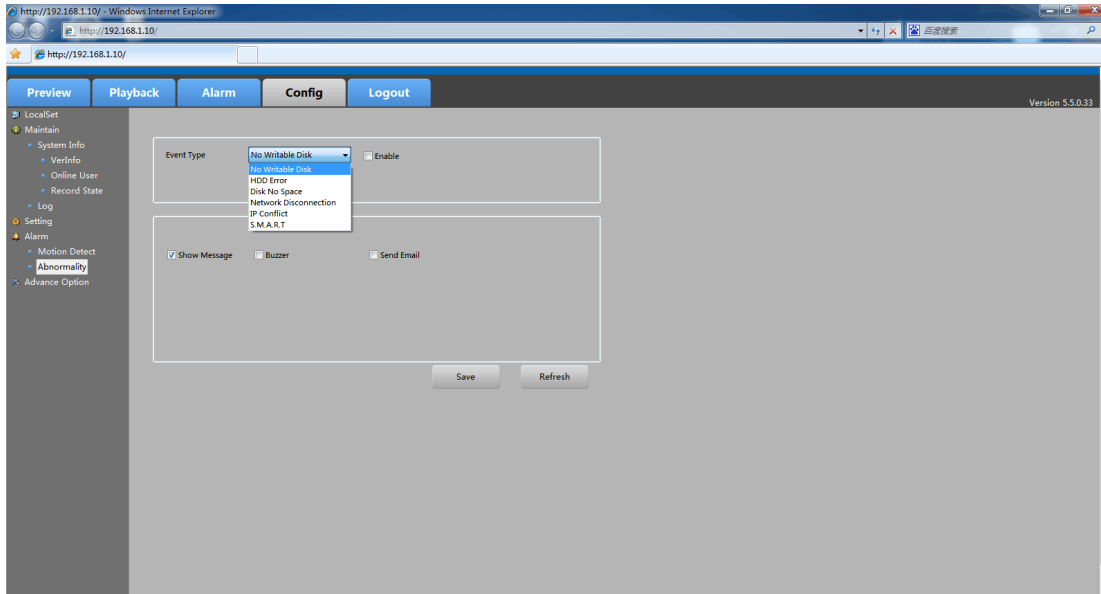 http://192.168.1.10/ - Windows Internet Explorer
http://192.168.1.10/
百度搜索
http://192.168.1.10/
Preview Playback Alarm Config Logout
Version 5.5.0.33
LocalSet
Maintain
System Info
VerInfo
Online User
Record State
Log
Setting
Alarm
Motion Detect
Abnormality
Advance Option
Event Type No Writable Disk Enable
No Writable Disk
HDD Error
Disk No Space
Network Disconnection
IP Conflict
S.M.A.R.T
Show Message Buzzer Send Email
Save Refresh